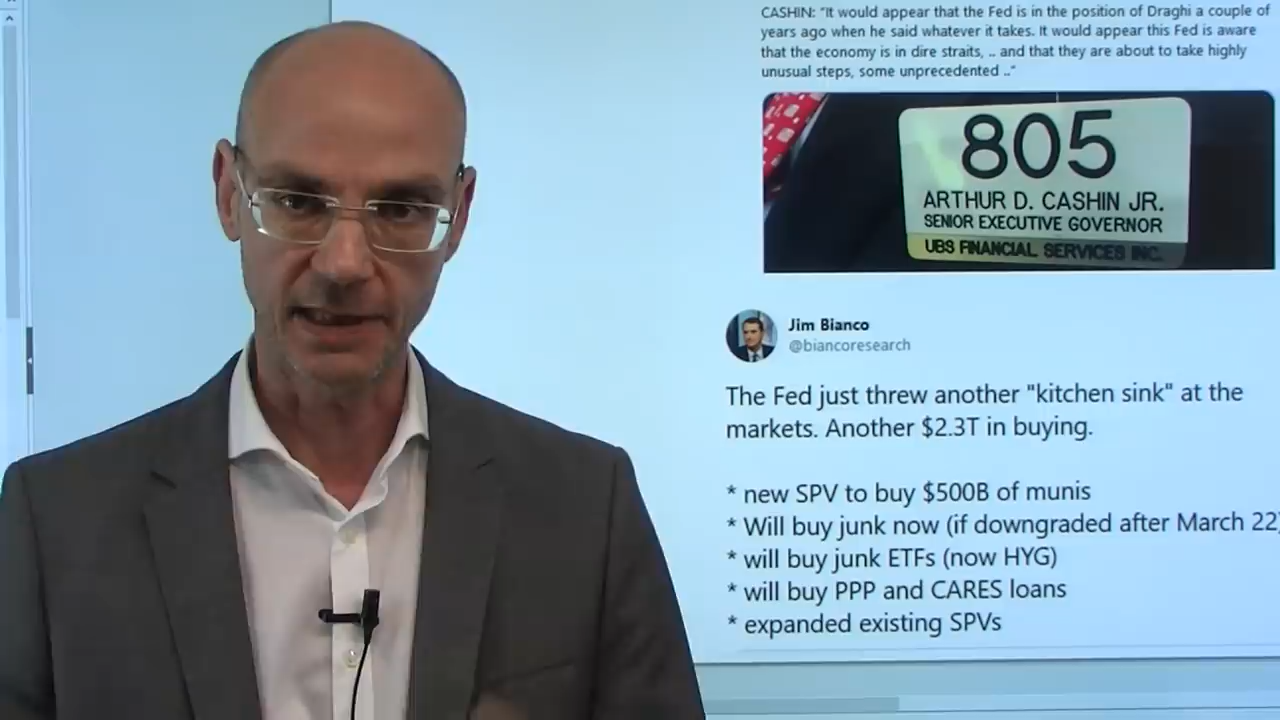 CASHIN: "It would appear that the Fed is in the position of Draghi a couple of
years ago when he said whatever it takes. It would appear this Fed is aware
that the economy is in dire straits, .. and that they are about to take highly
unusual steps, some unprecedented .."
805
ARTHUR D. CASHIN JR.
SENIOR EXECUTIVE GOVERNOR
UBS FINANCIAL SERVICES INC.
Jim Bianco
@biancoresearch
The Fed just threw another "kitchen sink" at the
markets. Another $2.3T in buying.
* new SPV to buy $500B of munis
* Will buy junk now (if downgraded after March 22)
* will buy junk ETFs (now HYG)
* will buy PPP and CARES loans
* expanded existing SPVs